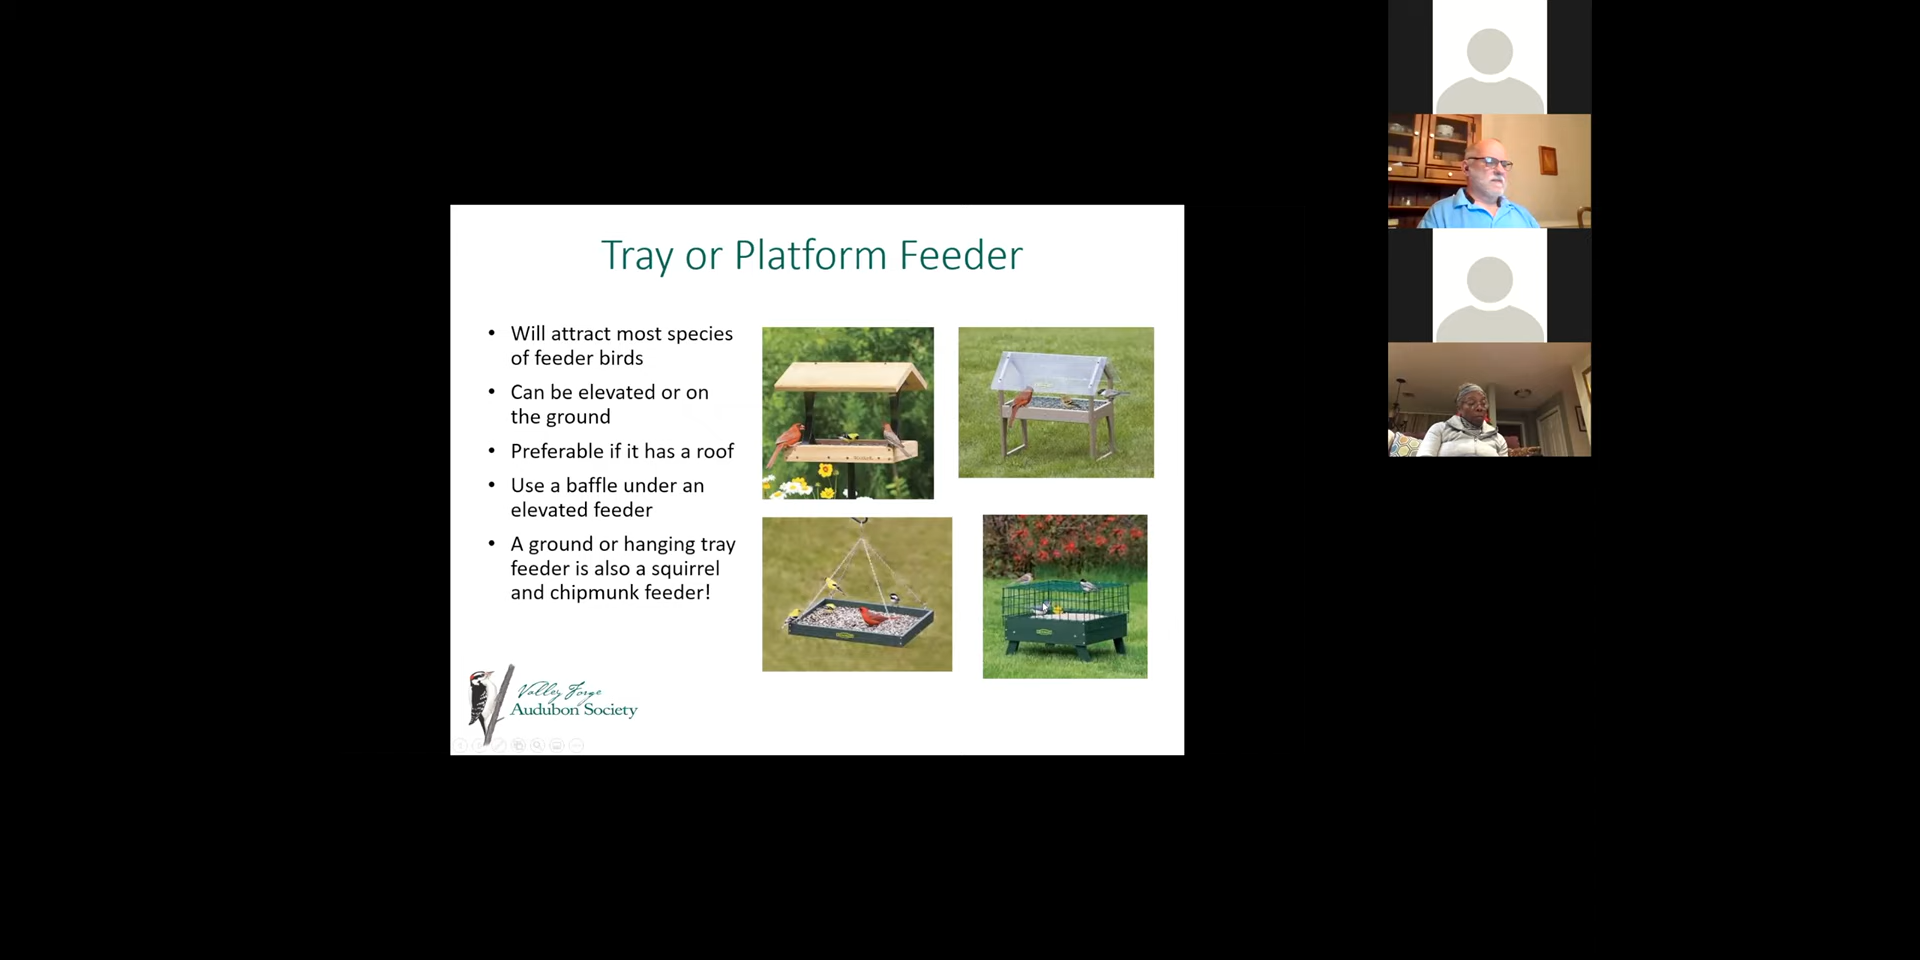 Tray or Platform Feeder
• Will attract most species
of feeder birds
• Can be elevated or on
the ground
• Preferable if it has a roof
• Use a baffle under an
elevated feeder
• A ground or hanging tray
feeder is also a squirrel
and chipmunk feeder!
Valley Forge
Audubon Society